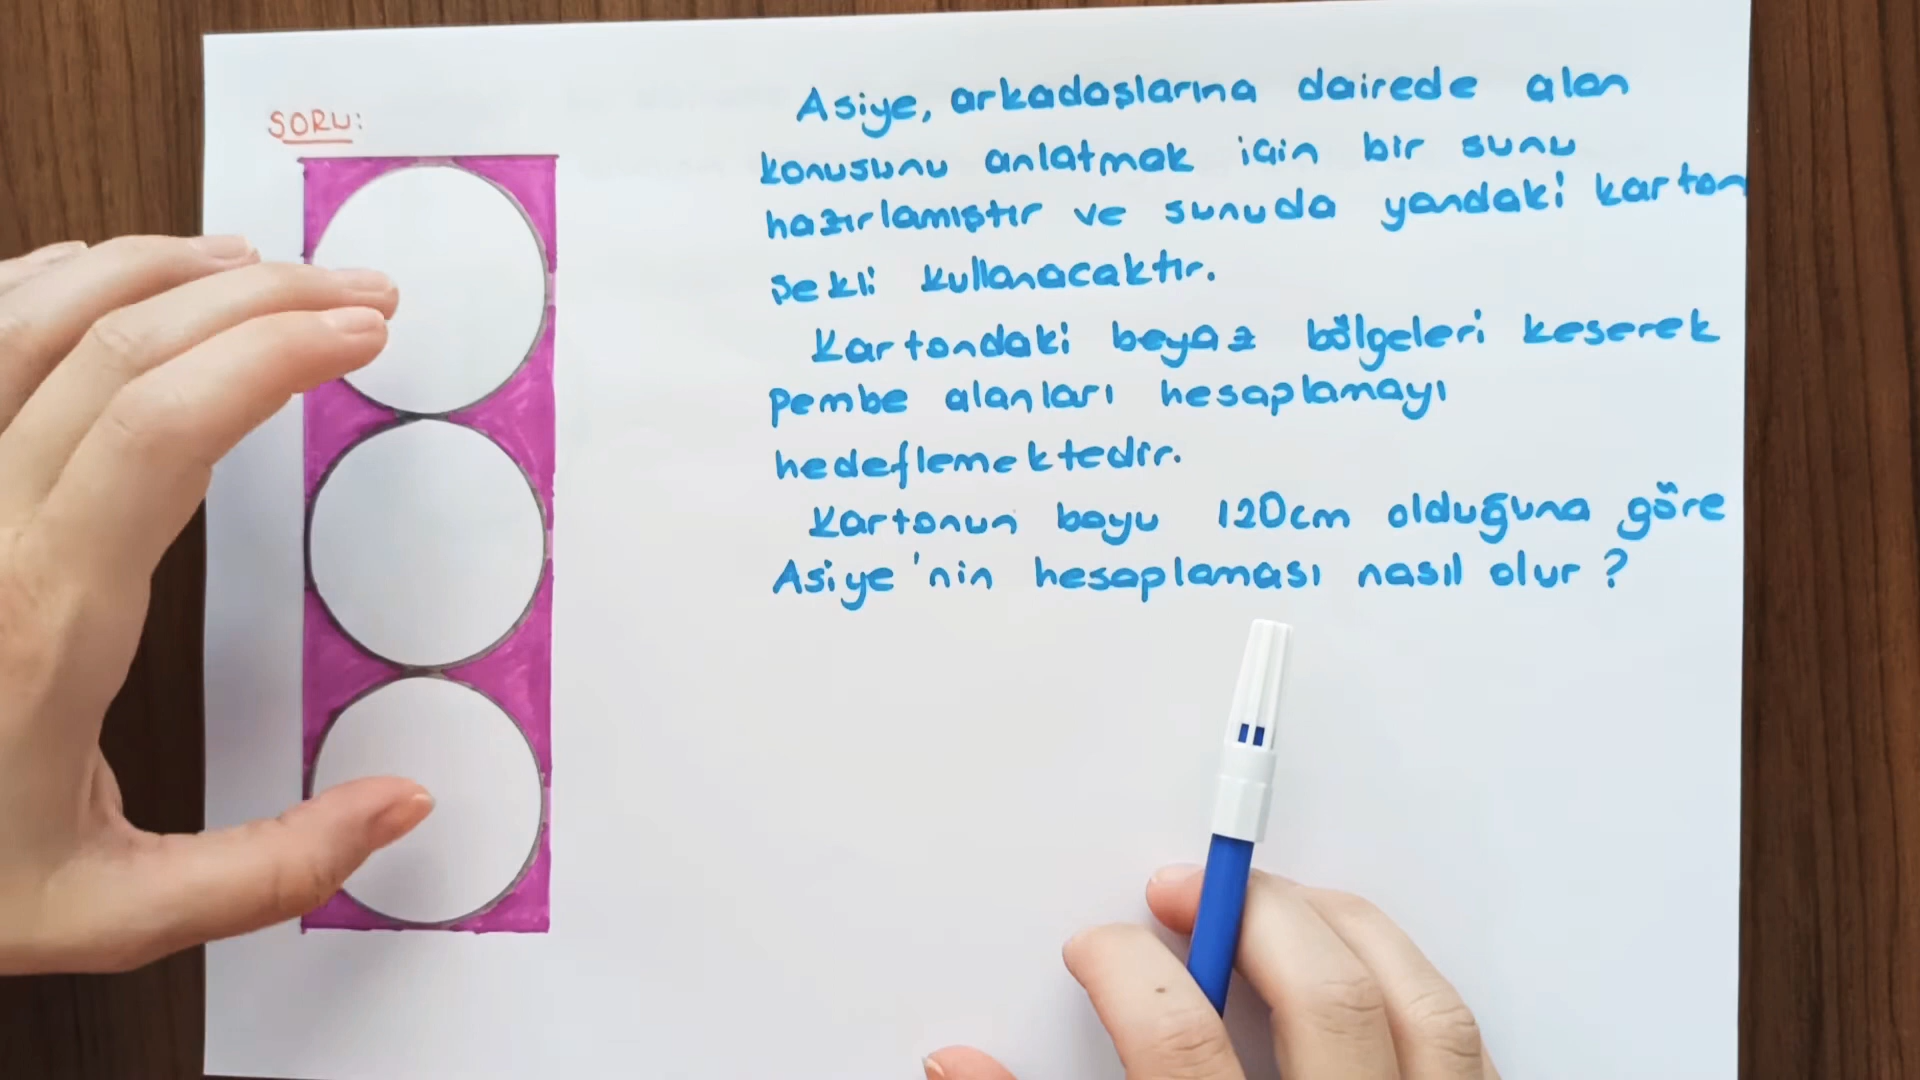 SORU:
Asiye, arkadaşlarına dairede alan
konusunu anlatmak için bir sunu
hazırlamıştır ve sunuda yandaki karton
şekli kullanacaktır.
Kartondaki beyaz bölgeleri keserek
pembe alanları hesaplamayı
hedeflemektedir.
Kartonun boyu 120cm olduğuna göre
Asiye'nin hesaplaması nasıl olur?